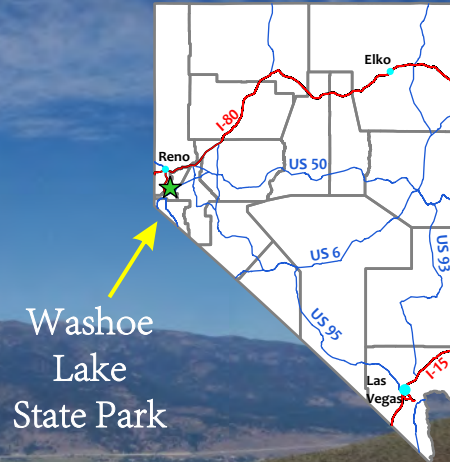 Elko
I-80
Reno
US 50
US 6
US 93
US 95
I-15
Las
Vegas
Washoe
Lake
State Park